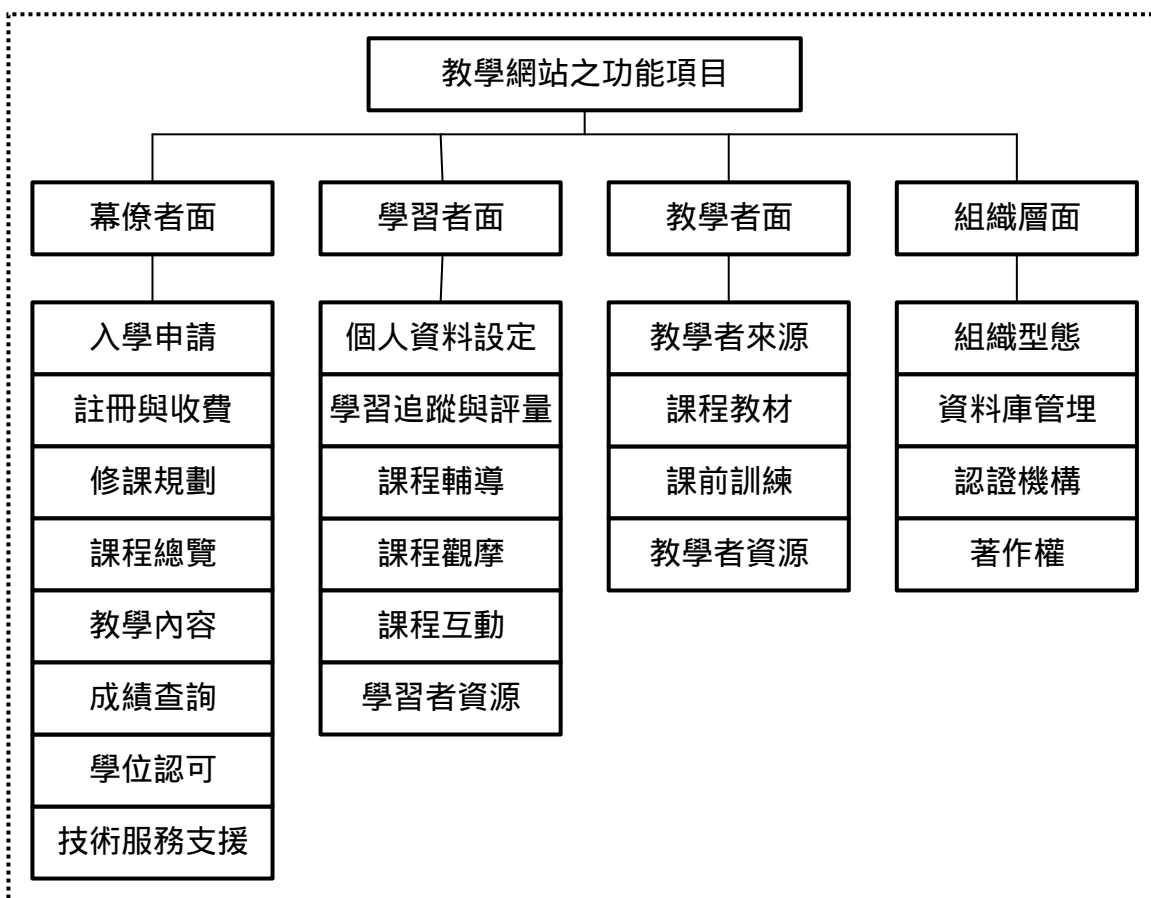 教學網站之功能項目
幕僚者面
學習者面
教學者面
組織層面
入學申請
註冊與收費
修課規劃
課程總覽
教學內容
成績查詢
學位認可
技術服務支援
個人資料設定
學習追蹤與評量
課程輔導
課程觀摩
課程互動
學習者資源
教學者來源
課程教材
課前訓練
教學者資源
組織型態
資料庫管埋
認證機構
著作權